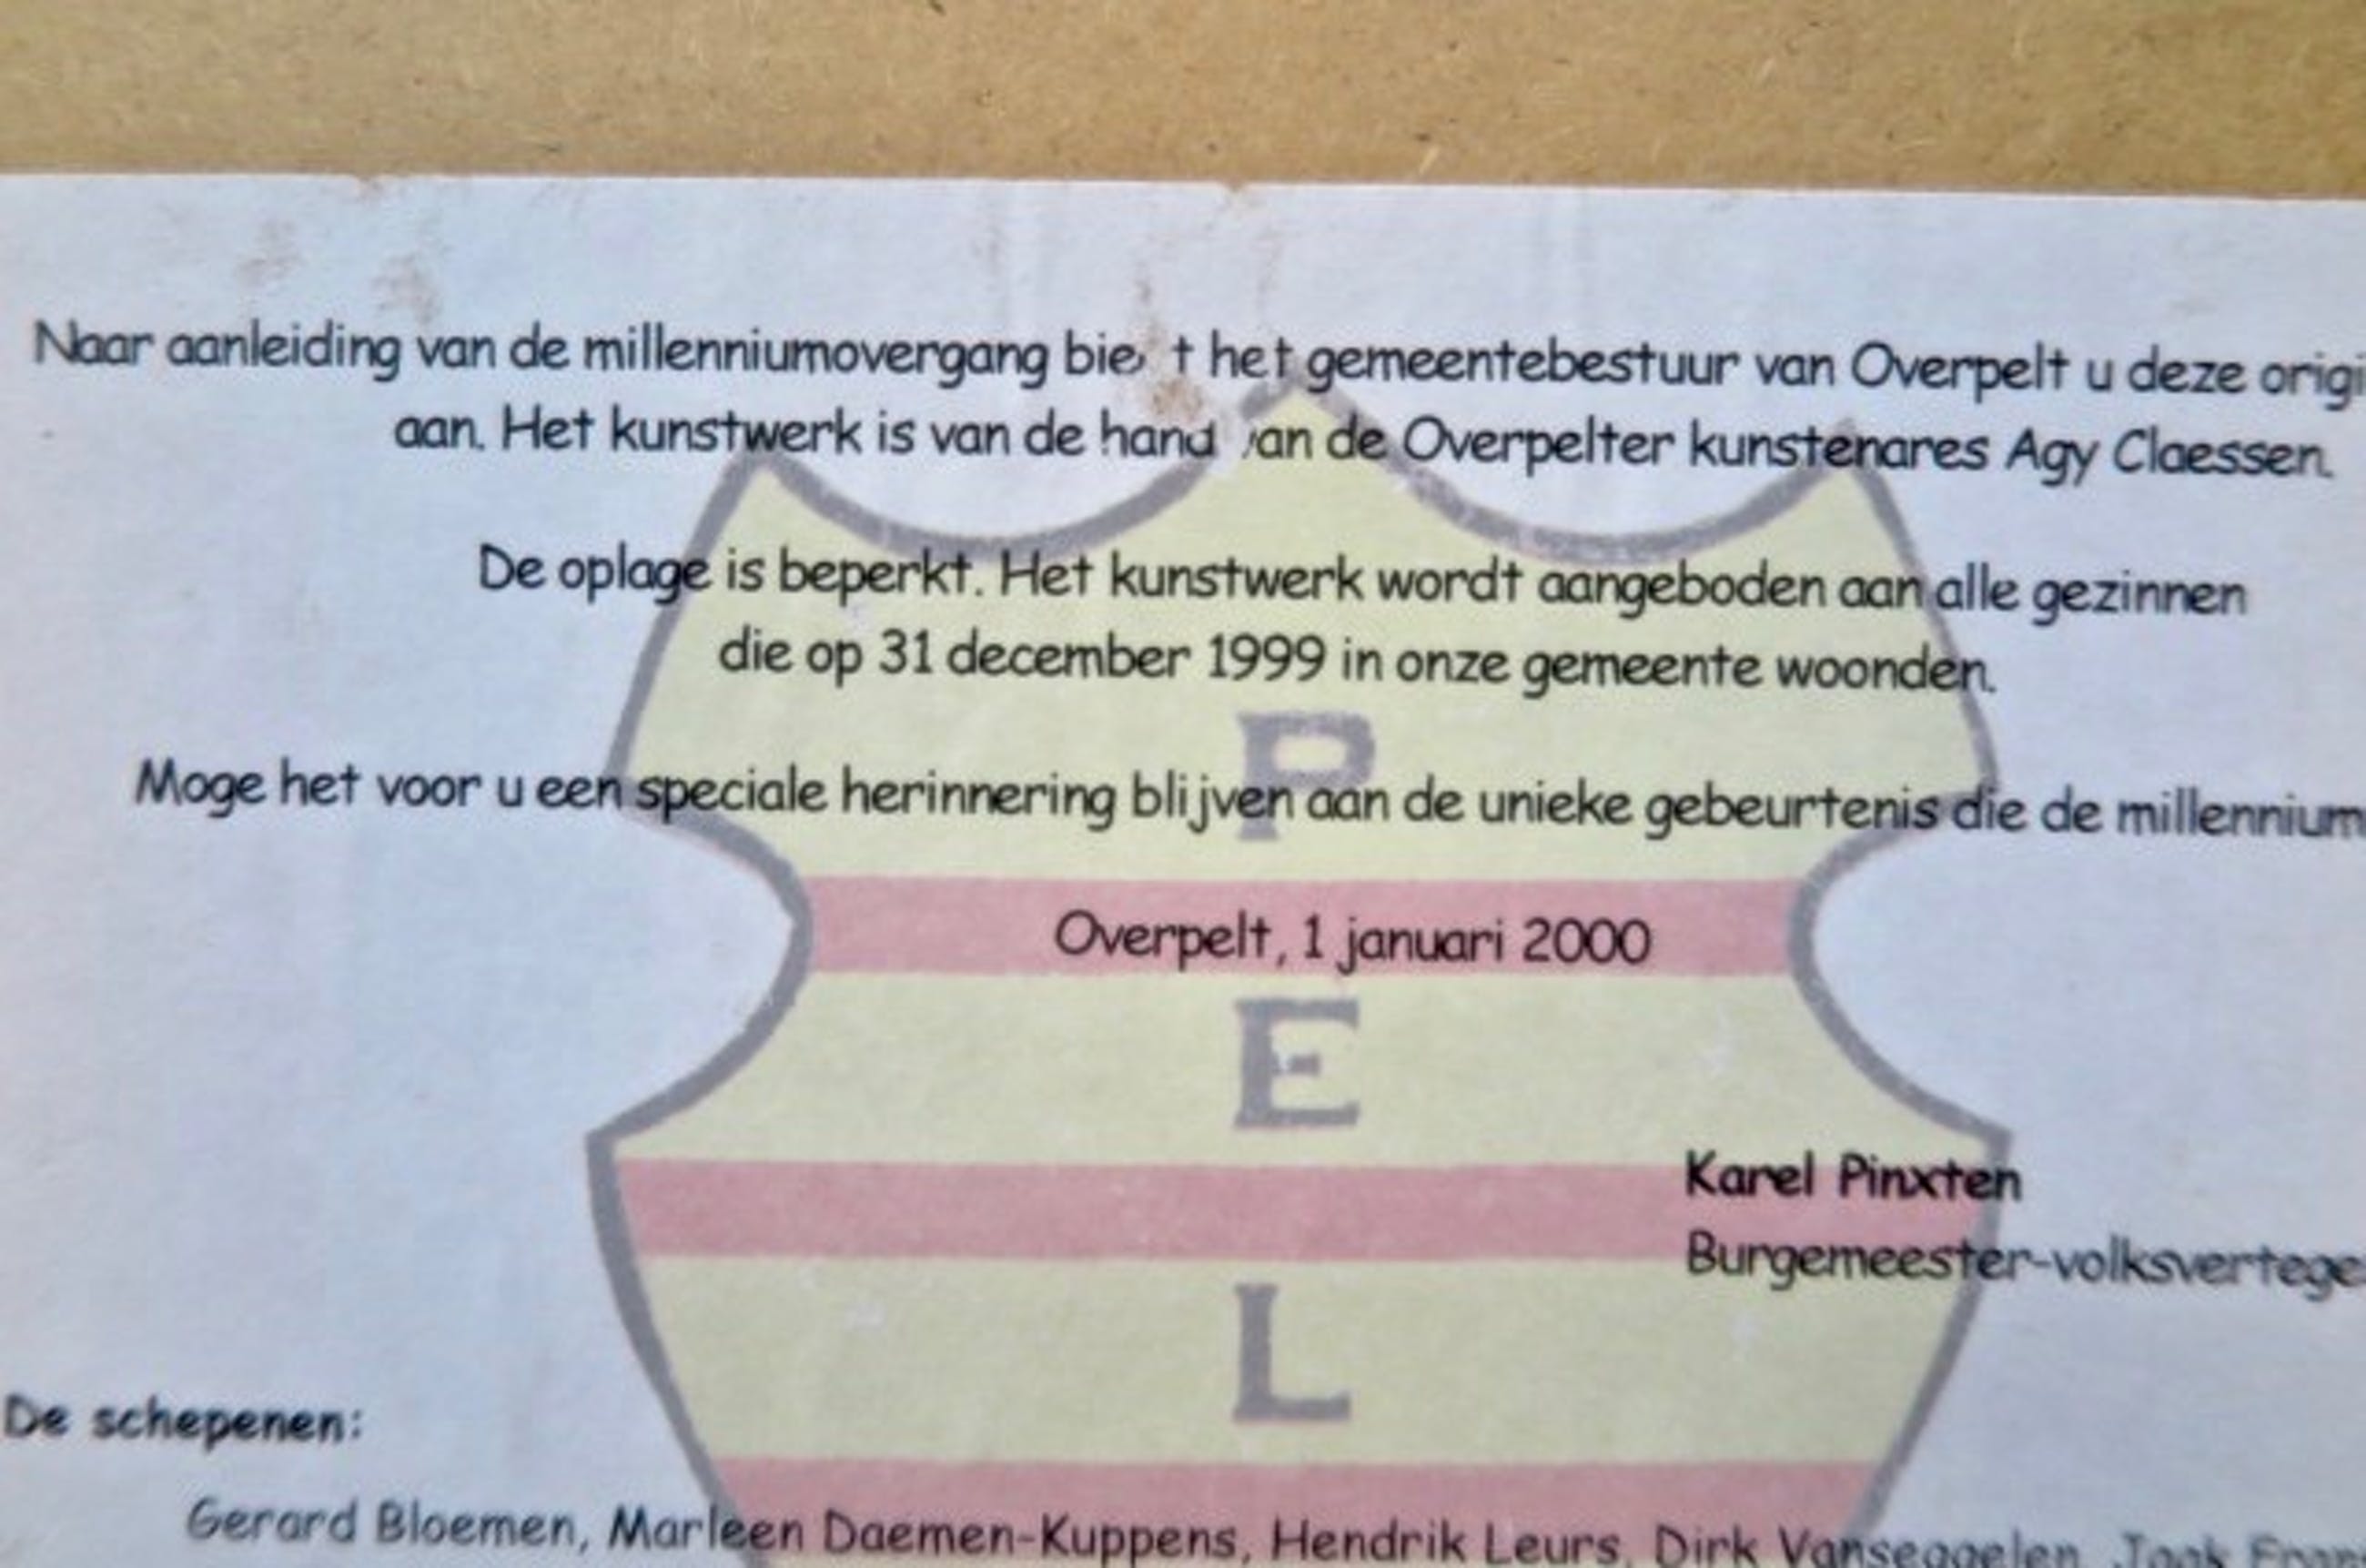 Naar aanleiding van de millenniumovergang biedt het gemeentebestuur van Overpelt u deze origi
aan. Het kunstwerk is van de hand van de Overpelter kunstenares Agy Claessen.
De oplage is beperkt. Het kunstwerk wordt aangeboden aan alle gezinnen
die op 31 december 1999 in onze gemeente woonden.
P
Moge het voor u een speciale herinnering blijven aan de unieke gebeurtenis die de millennium
Overpelt, 1 januari 2000
E
Karel Pinxten
Burgemeester-volksvertege
L
De schepenen:
Gerard Bloemen, Marleen Daemen-Kuppens, Hendrik Leurs, Dirk Vanseggelen,